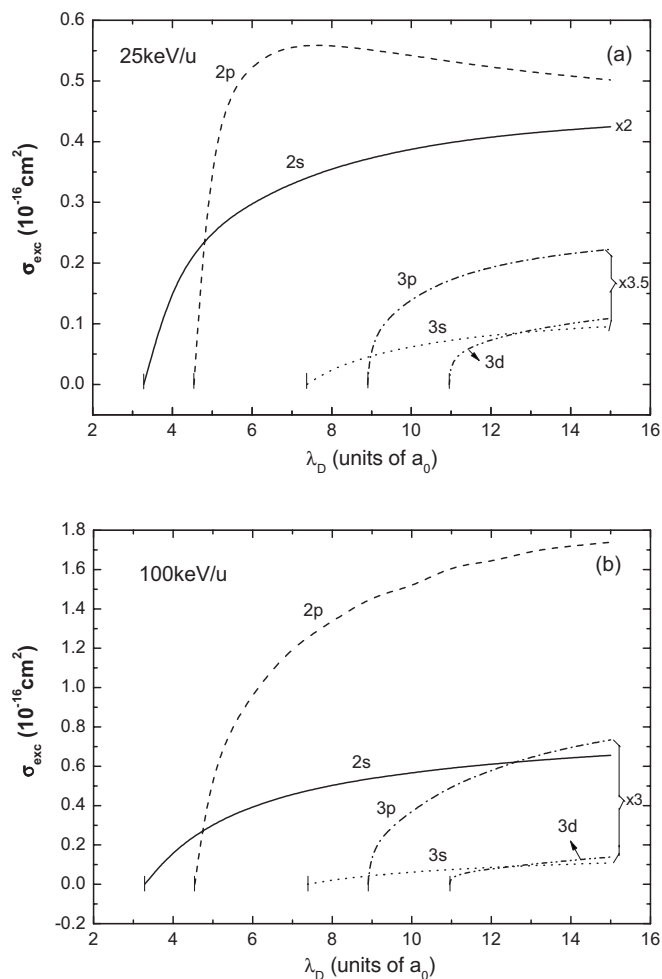 0.6
25keV/u
(a)
2p
0.5
x2
0.4
2s
σexc (10⁻¹⁶cm²)
0.3
3p
x3.5
0.2
3s
0.1
3d
0.0
2 4 6 8 10 12 14 16
λD (units of a₀)
1.8
(b)
1.6
100keV/u
2p
1.4
1.2
σexc (10⁻¹⁶cm²)
1.0
0.8
2s
0.6
3p
x3
0.4
3d
3s
0.2
0.0
-0.2
2 4 6 8 10 12 14 16
λD (units of a₀)